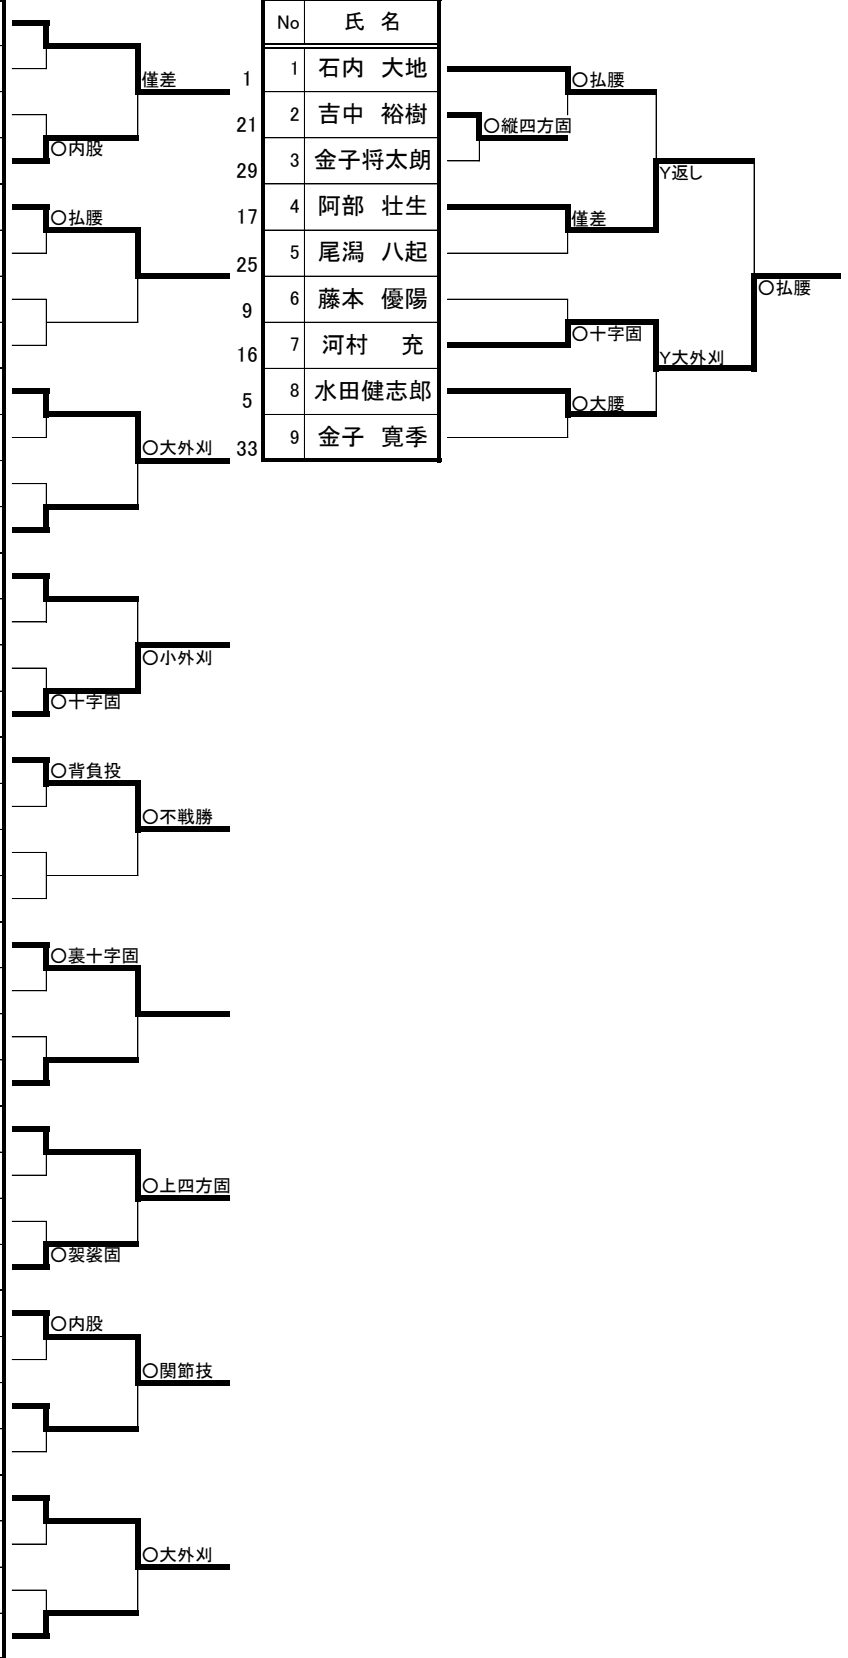 No 氏 名
1 石内 大地
2 吉中 裕樹
3 金子将太朗
4 阿部 壮生
5 尾潟 八起
6 藤本 優陽
7 河村 充
8 水田健志郎
9 金子 寛季
1
21
29
17
25
9
16
5
33
僅差
〇内股
〇払腰
〇大外刈
〇小外刈
〇十字固
〇背負投
〇不戦勝
〇裏十字固
〇上四方固
〇袈裟固
〇内股
〇関節技
〇大外刈
〇払腰
〇縦四方固
Y返し
僅差
〇払腰
〇十字固
Y大外刈
〇大腰